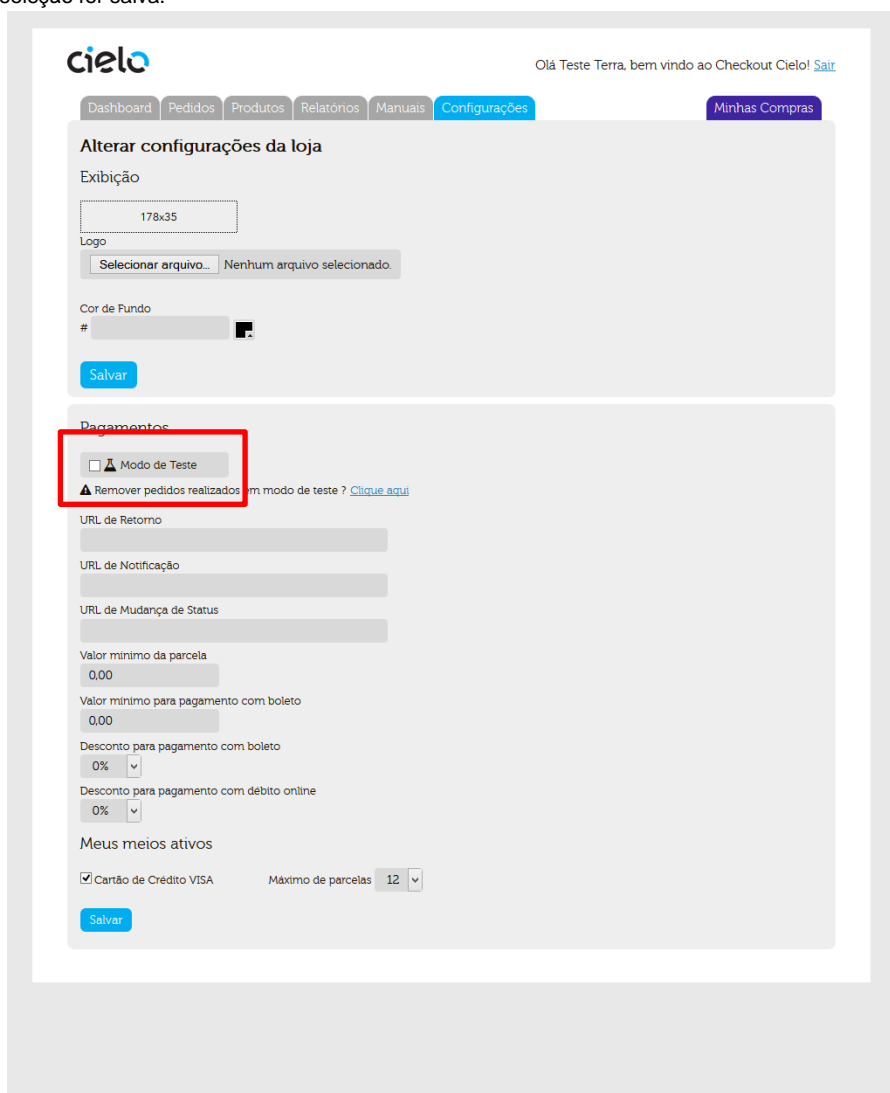 seleção for salva.
cielo
Olá Teste Terra, bem vindo ao Checkout Cielo! Sair
Dashboard Pedidos Produtos Relatórios Manuais Configurações Minhas Compras
Alterar configurações da loja
Exibição
178x35
Logo
Selecionar arquivo... Nenhum arquivo selecionado.
Cor de Fundo
#
Salvar
Pagamentos
Modo de Teste
Remover pedidos realizados em modo de teste ? Clique aqui
URL de Retorno
URL de Notificação
URL de Mudança de Status
Valor mínimo da parcela
0,00
Valor mínimo para pagamento com boleto
0,00
Desconto para pagamento com boleto
0%
Desconto para pagamento com débito online
0%
Meus meios ativos
Cartão de Crédito VISA Máximo de parcelas 12
Salvar